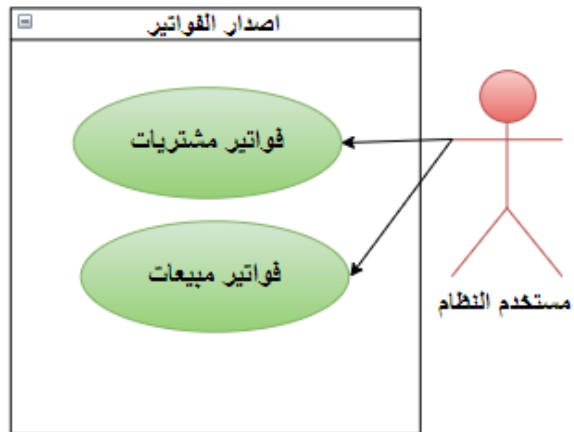 اصدار الفواتير
فواتير مشتريات
فواتير مبيعات
مستخدم النظام